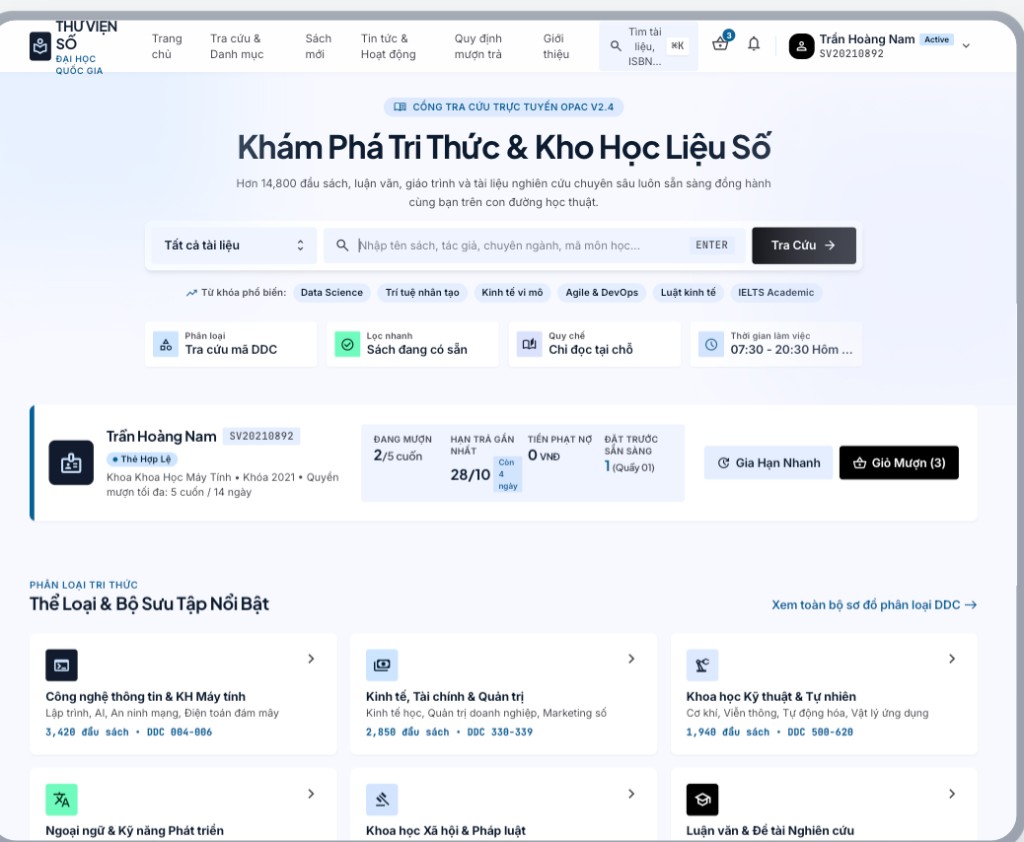 THƯ VIỆN
SỐ
ĐẠI HỌC
QUỐC GIA
Trang
chủ
Tra cứu &
Danh mục
Sách
mới
Tin tức &
Hoạt động
Quy định
mượn trả
Giới
thiệu
Tìm tài
liệu,
ISBN...
⌘K
3
Trần Hoàng Nam Active
SV20210892
CỔNG TRA CỨU TRỰC TUYẾN OPAC V2.4
Khám Phá Tri Thức & Kho Học Liệu Số
Hơn 14,800 đầu sách, luận văn, giáo trình và tài liệu nghiên cứu chuyên sâu luôn sẵn sàng đồng hành
cùng bạn trên con đường học thuật.
Tất cả tài liệu
Nhập tên sách, tác giả, chuyên ngành, mã môn học... ENTER
Tra Cứu →
Từ khóa phổ biến: Data Science Trí tuệ nhân tạo Kinh tế vi mô Agile & DevOps Luật kinh tế IELTS Academic
Phân loại
Tra cứu mã DDC
Lọc nhanh
Sách đang có sẵn
Quy chế
Chỉ đọc tại chỗ
Thời gian làm việc
07:30 - 20:30 Hôm ...
Trần Hoàng Nam SV20210892
• Thẻ Hợp Lệ
Khoa Khoa Học Máy Tính • Khóa 2021 • Quyền
mượn tối đa: 5 cuốn / 14 ngày
ĐANG MƯỢN
2/5 cuốn
HẠN TRẢ GẦN
NHẤT
28/10
Còn
4
ngày
TIỀN PHẠT NỢ
0 VNĐ
ĐẶT TRƯỚC
SẴN SÀNG
1 (Quầy 01)
Gia Hạn Nhanh
Giỏ Mượn (3)
PHÂN LOẠI TRI THỨC
Thể Loại & Bộ Sưu Tập Nổi Bật
Xem toàn bộ sơ đồ phân loại DDC →
Công nghệ thông tin & KH Máy tính
Lập trình, AI, An ninh mạng, Điện toán đám mây
3,420 đầu sách • DDC 004-006
Kinh tế, Tài chính & Quản trị
Kinh tế học, Quản trị doanh nghiệp, Marketing số
2,850 đầu sách • DDC 330-339
Khoa học Kỹ thuật & Tự nhiên
Cơ khí, Viễn thông, Tự động hóa, Vật lý ứng dụng
1,940 đầu sách • DDC 500-620
Ngoại ngữ & Kỹ năng Phát triển
Khoa học Xã hội & Pháp luật
Luận văn & Đề tài Nghiên cứu